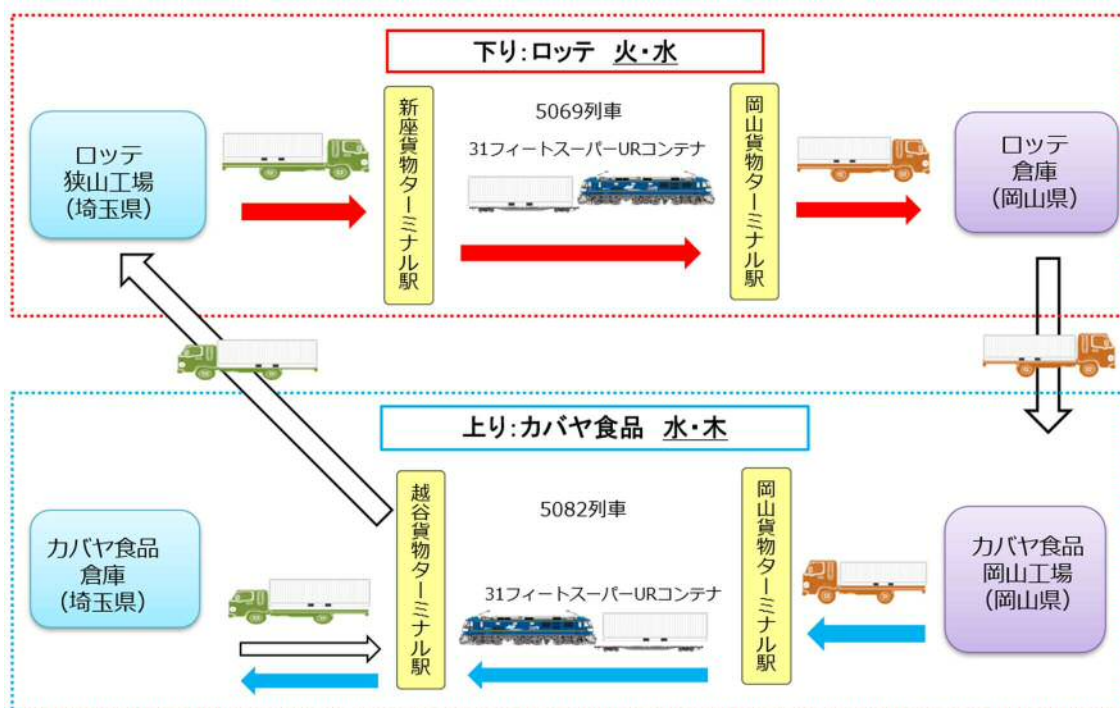 下り:ロッテ 火・水
ロッテ
狭山工場
(埼玉県)
新座貨物ターミナル駅
5069列車
31フィートスーパーURコンテナ
岡山貨物ターミナル駅
ロッテ
倉庫
(岡山県)
上り:カバヤ食品 水・木
カバヤ食品
倉庫
(埼玉県)
越谷貨物ターミナル駅
5082列車
31フィートスーパーURコンテナ
岡山貨物ターミナル駅
カバヤ食品
岡山工場
(岡山県)